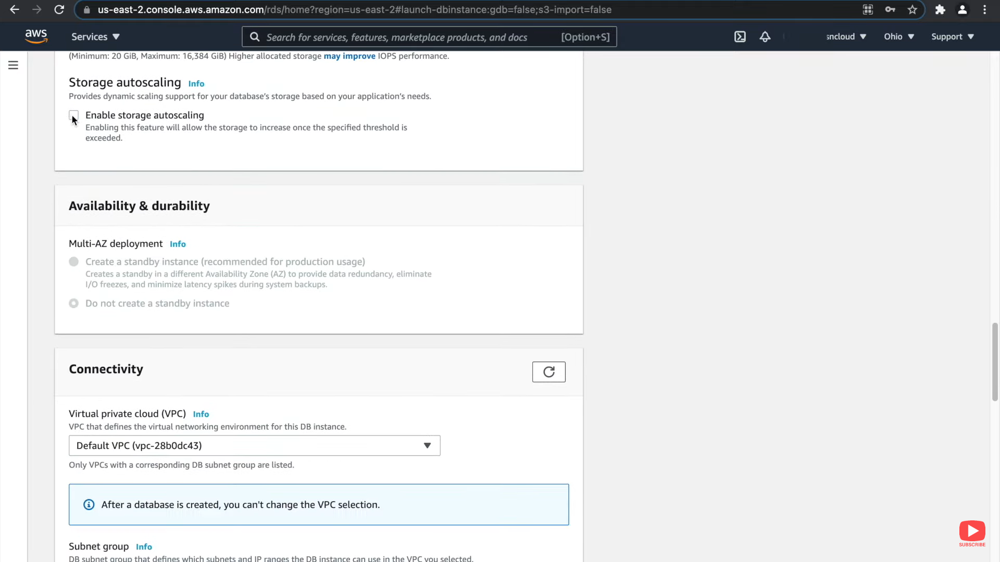 us-east-2.console.aws.amazon.com/rds/home?region=us-east-2#launch-dbinstance:gdb=false;s3-import=false
aws
Services
Search for services, features, marketplace products, and docs [Option+S]
sncloud
Ohio
Support
(Minimum: 20 GiB, Maximum: 16,384 GiB) Higher allocated storage may improve IOPS performance.
Storage autoscaling Info
Provides dynamic scaling support for your database's storage based on your application's needs.
Enable storage autoscaling
Enabling this feature will allow the storage to increase once the specified threshold is
exceeded.
Availability & durability
Multi-AZ deployment Info
Create a standby instance (recommended for production usage)
Creates a standby in a different Availability Zone (AZ) to provide data redundancy, eliminate
I/O freezes, and minimize latency spikes during system backups.
Do not create a standby instance
Connectivity
Virtual private cloud (VPC) Info
VPC that defines the virtual networking environment for this DB instance.
Default VPC (vpc-28b0dc43)
Only VPCs with a corresponding DB subnet group are listed.
After a database is created, you can't change the VPC selection.
SUBSCRIBE
Subnet group Info
DB subnet group that defines which subnets and IP ranges the DB instance can use in the VPC you selected.